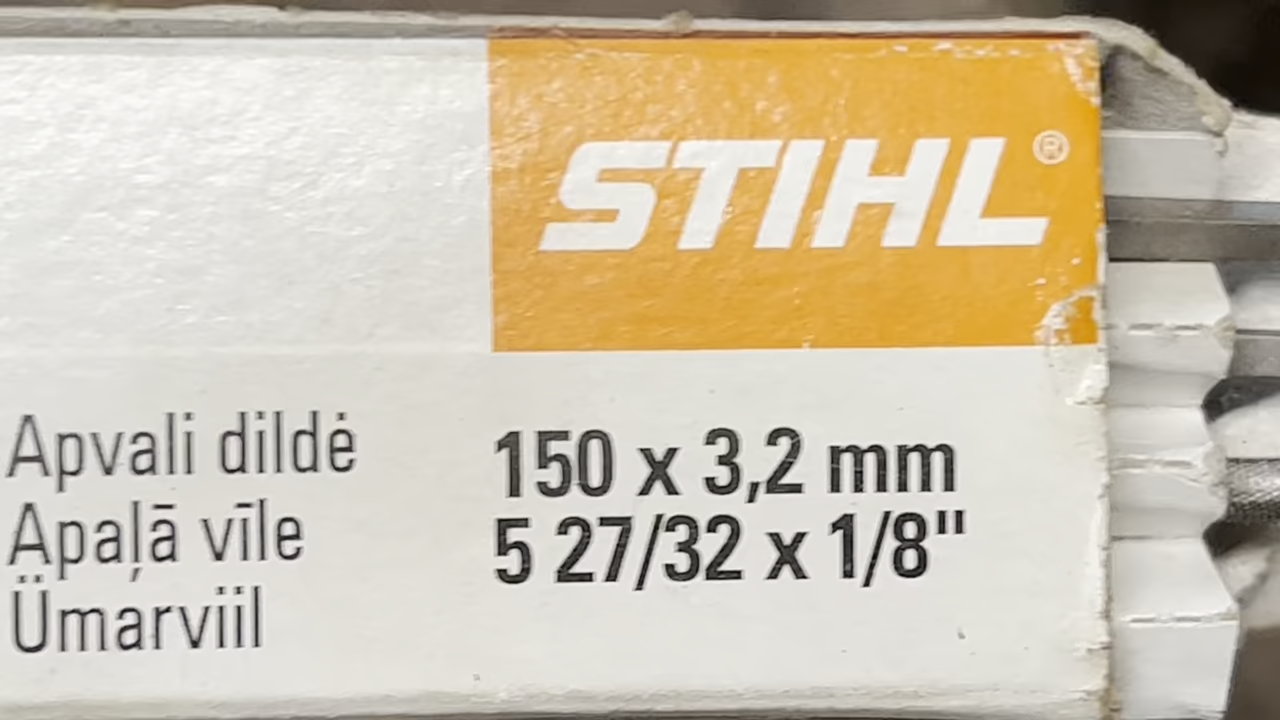 STIHL®
Apvali dildė
Apaļā vīle
Ümarviil
150 x 3,2 mm
5 27/32 x 1/8"